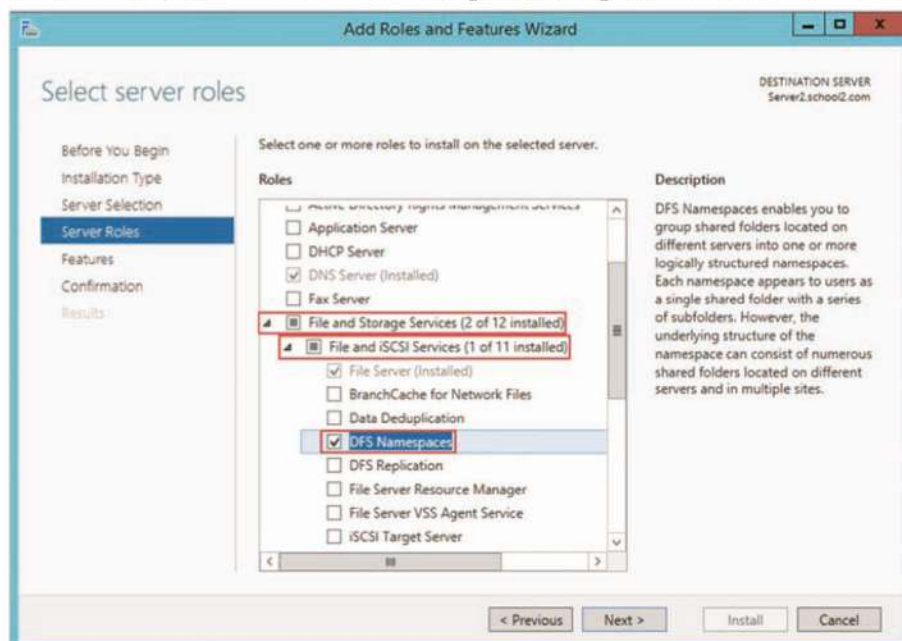 Add Roles and Features Wizard
Select server roles
DESTINATION SERVER
Server2.school2.com
Before You Begin
Installation Type
Server Selection
Server Roles
Features
Confirmation
Results
Select one or more roles to install on the selected server.
Roles
Active Directory Rights Management Services
Application Server
DHCP Server
DNS Server (Installed)
Fax Server
File and Storage Services (2 of 12 installed)
File and iSCSI Services (1 of 11 installed)
File Server (Installed)
BranchCache for Network Files
Data Deduplication
DFS Namespaces
DFS Replication
File Server Resource Manager
File Server VSS Agent Service
iSCSI Target Server
Description
DFS Namespaces enables you to
group shared folders located on
different servers into one or more
logically structured namespaces.
Each namespace appears to users as
a single shared folder with a series
of subfolders. However, the
underlying structure of the
namespace can consist of numerous
shared folders located on different
servers and in multiple sites.
< Previous
Next >
Install
Cancel